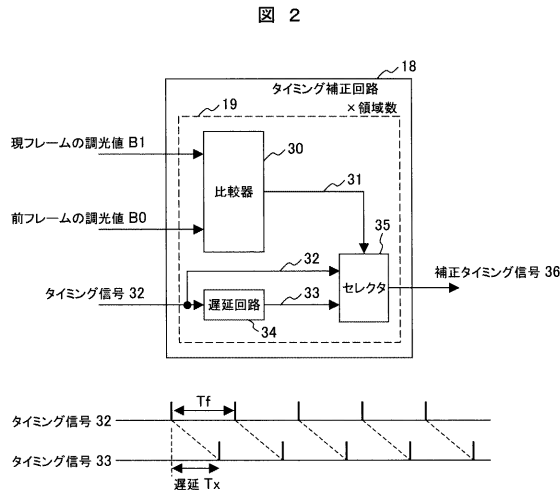 図 2
18
タイミング補正回路
19
×領域数
現フレームの調光値 B1
30
比較器
31
前フレームの調光値 B0
35
32
セレクタ
補正タイミング信号 36
タイミング信号 32
遅延回路
33
34
Tf
タイミング信号 32
タイミング信号 33
遅延 Tx